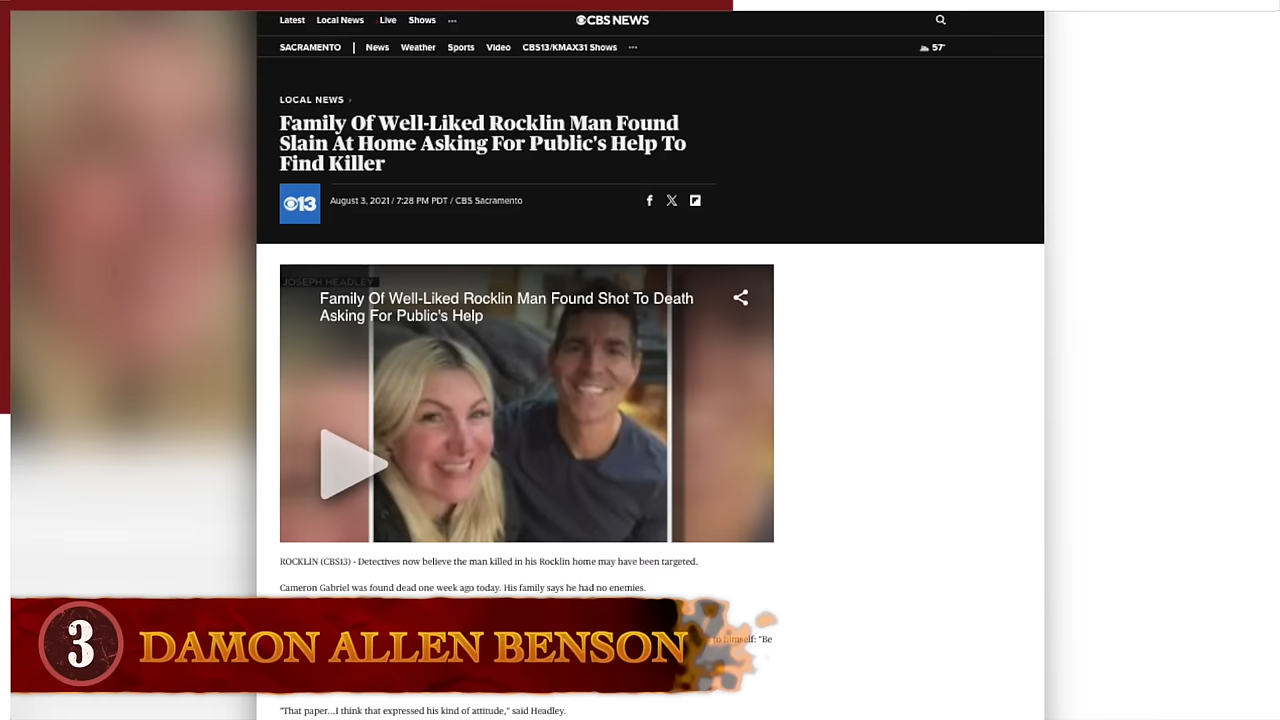 Latest Local News Live Shows ...
CBS NEWS
SACRAMENTO | News Weather Sports Video CBS13/KMAX31 Shows ...
57°
LOCAL NEWS ›
Family Of Well-Liked Rocklin Man Found
Slain At Home Asking For Public's Help To
Find Killer
13
August 3, 2021 / 7:28 PM PDT / CBS Sacramento
JOSEPH HEADLEY
Family Of Well-Liked Rocklin Man Found Shot To Death
Asking For Public's Help
ROCKLIN (CBS13) - Detectives now believe the man killed in his Rocklin home may have been targeted.
Cameron Gabriel was found dead one week ago today. His family says he had no enemies.
to himself: "Be
3 DAMON ALLEN BENSON
"That paper...I think that expressed his kind of attitude," said Headley.